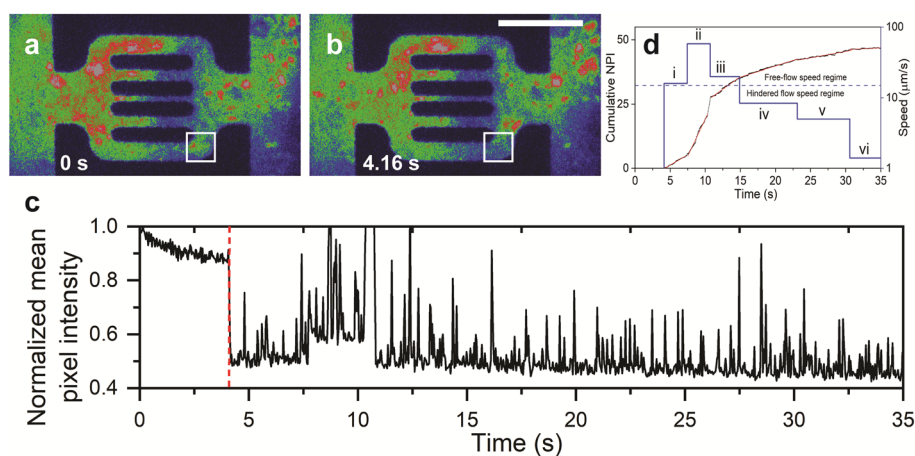 a
0 s
b
4.16 s
d
Cumulative NPI
50
25
0
i
ii
iii
iv
v
vi
Free-flow speed regime
Hindered flow speed regime
100
10
1
Speed (μm/s)
0 5 10 15 20 25 30 35
Time (s)
c
Normalized mean
pixel intensity
1.0
0.8
0.6
0.4
0 5 10 15 20 25 30 35
Time (s)